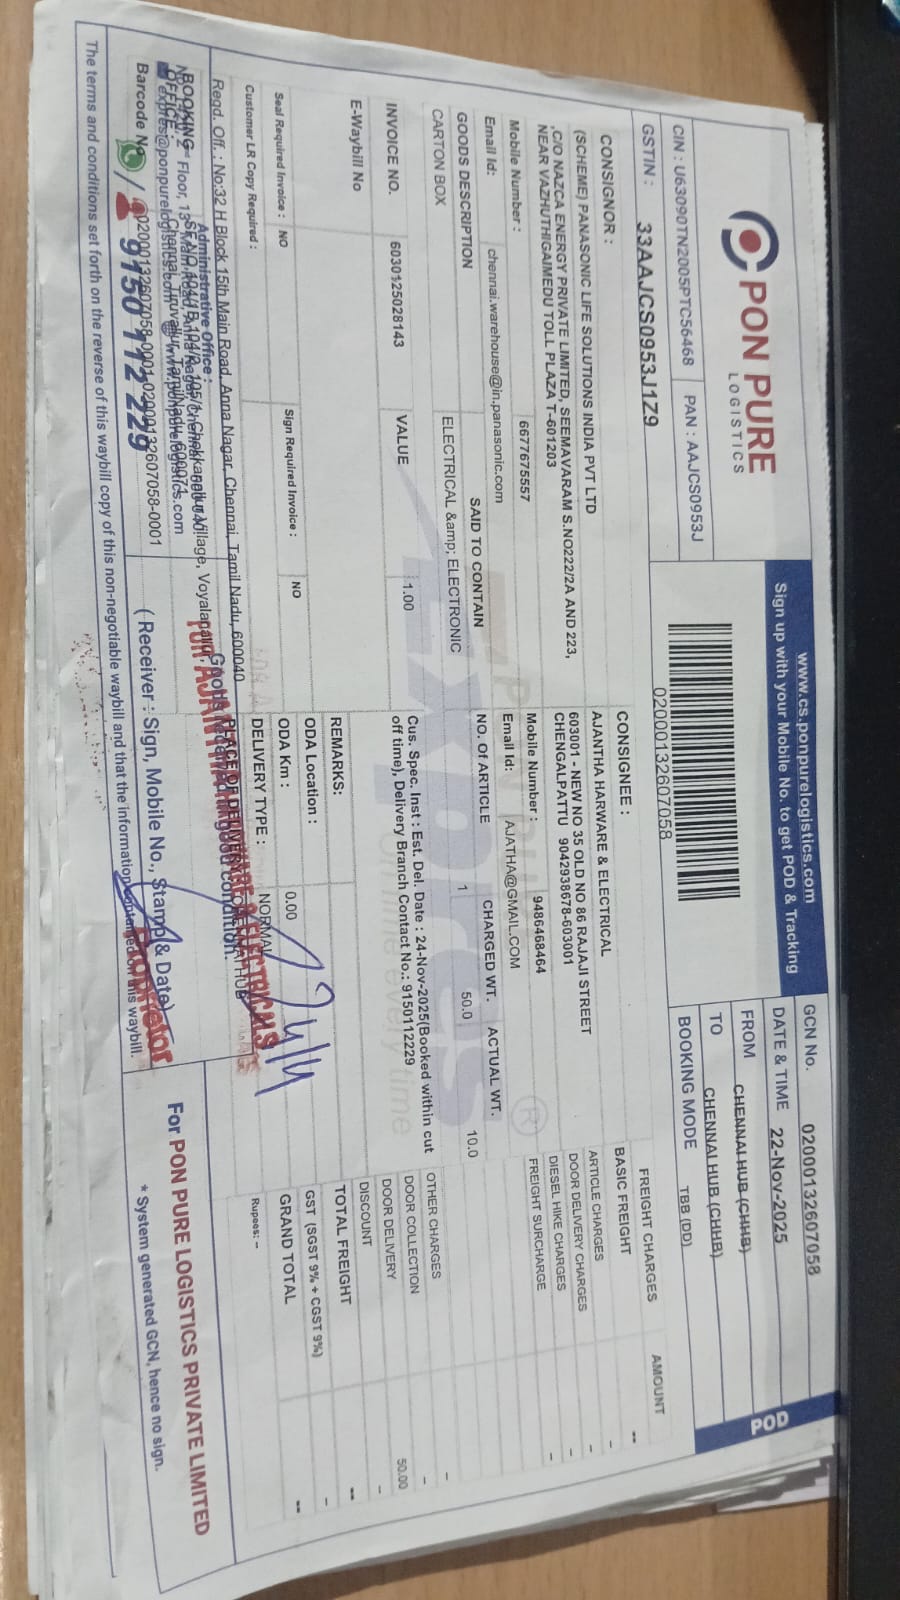 PON PURE
LOGISTICS
www.cs.ponpurelogistics.com
Sign up with your Mobile No. to get POD & Tracking
GCN No. 02000132607058
DATE & TIME 22-Nov-2025
FROM CHENNAI HUB (CHHB)
TO CHENNAI HUB (CHHB)
BOOKING MODE TBB (DD)
POD
CIN : U63090TN2005PTC56468 PAN : AAJCS0953J
GSTIN : 33AAJCS0953J1Z9
02000132607058
CONSIGNOR :
(SCHEME) PANASONIC LIFE SOLUTIONS INDIA PVT LTD
,C/O NAZCA ENERGY PRIVATE LIMITED, SEEMAVARAM S.NO222/2A AND 223,
NEAR VAZHUTHIGAIMEDU TOLL PLAZA T-601203
Mobile Number : 6677675557
Email Id: chennai.warehouse@in.panasonic.com
CONSIGNEE :
AJANTHA HARWARE & ELECTRICAL
603001 - NEW NO 35 OLD NO 86 RAJAJI STREET
CHENGALPATTU 9042938678-603001
Mobile Number : 9486468464
Email Id: AJATHA@GMAIL.COM
FREIGHT CHARGES AMOUNT
BASIC FREIGHT --
ARTICLE CHARGES -
DOOR DELIVERY CHARGES -
DIESEL HIKE CHARGES -
FREIGHT SURCHARGE -
GOODS DESCRIPTION SAID TO CONTAIN NO. Of ARTICLE CHARGED WT. ACTUAL WT.
CARTON BOX ELECTRICAL &amp; ELECTRONIC 1 50.0 10.0
INVOICE NO. 6030125028143 VALUE 1.00
Cus. Spec. Inst : Est. Del. Date : 24-Nov-2025(Booked within cut
off time), Delivery Branch Contact No.: 9150112229
E-Waybill No
OTHER CHARGES -
DOOR COLLECTION -
DOOR DELIVERY 50.00
DISCOUNT -
TOTAL FREIGHT --
GST (SGST 9% + CGST 9%) -
GRAND TOTAL --
Rupees: -
REMARKS:
ODA Location :
ODA Km : 0.00
DELIVERY TYPE : NORMAL
Seal Required Invoice : NO Sign Required Invoice : NO
Customer LR Copy Required :
Regd. Off. : No:32 H Block 15th Main Road, Anna Nagar, Chennai, Tamil Nadu, 600040
Administrative Office :
BOOKING
OFFICE :
Barcode No
02000132607058-0001-02000132607058-0001
9150 112 229
( Receiver : Sign, Mobile No., Stamp & Date)
Proprietor
For PON PURE LOGISTICS PRIVATE LIMITED
* System generated GCN, hence no sign.
The terms and conditions set forth on the reverse of this waybill copy of this non-negotiable waybill and that the information contained on this waybill.